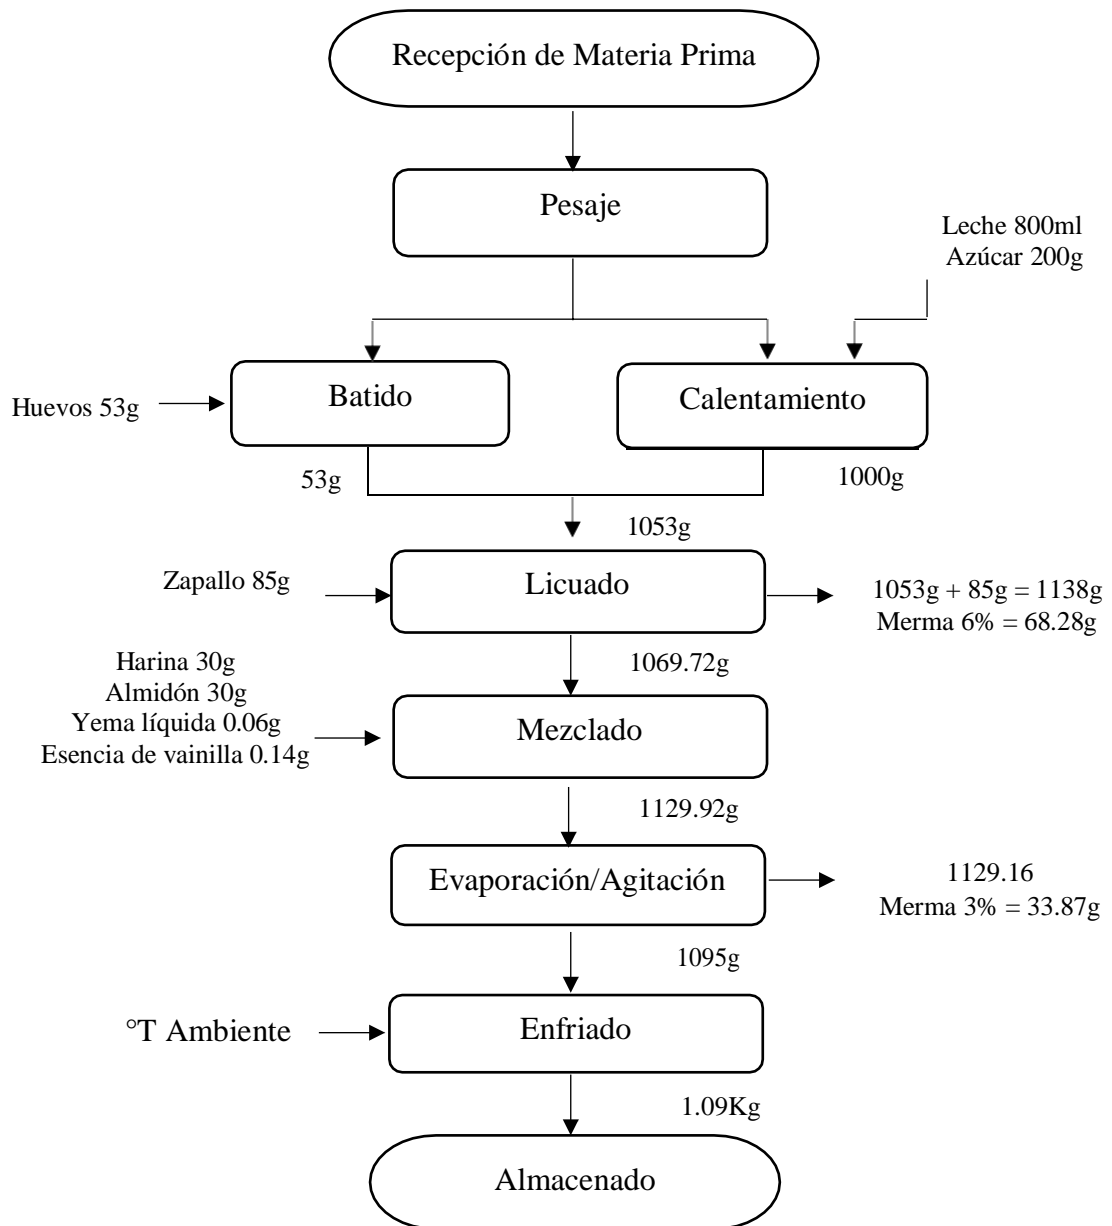 Recepción de Materia Prima
Pesaje
Leche 800ml
Azúcar 200g
Batido
Calentamiento
Huevos 53g
53g
1000g
1053g
Zapallo 85g
Licuado
1053g + 85g = 1138g
Merma 6% = 68.28g
1069.72g
Harina 30g
Almidón 30g
Yema líquida 0.06g
Esencia de vainilla 0.14g
Mezclado
1129.92g
Evaporación/Agitación
1129.16
Merma 3% = 33.87g
1095g
°T Ambiente
Enfriado
1.09Kg
Almacenado